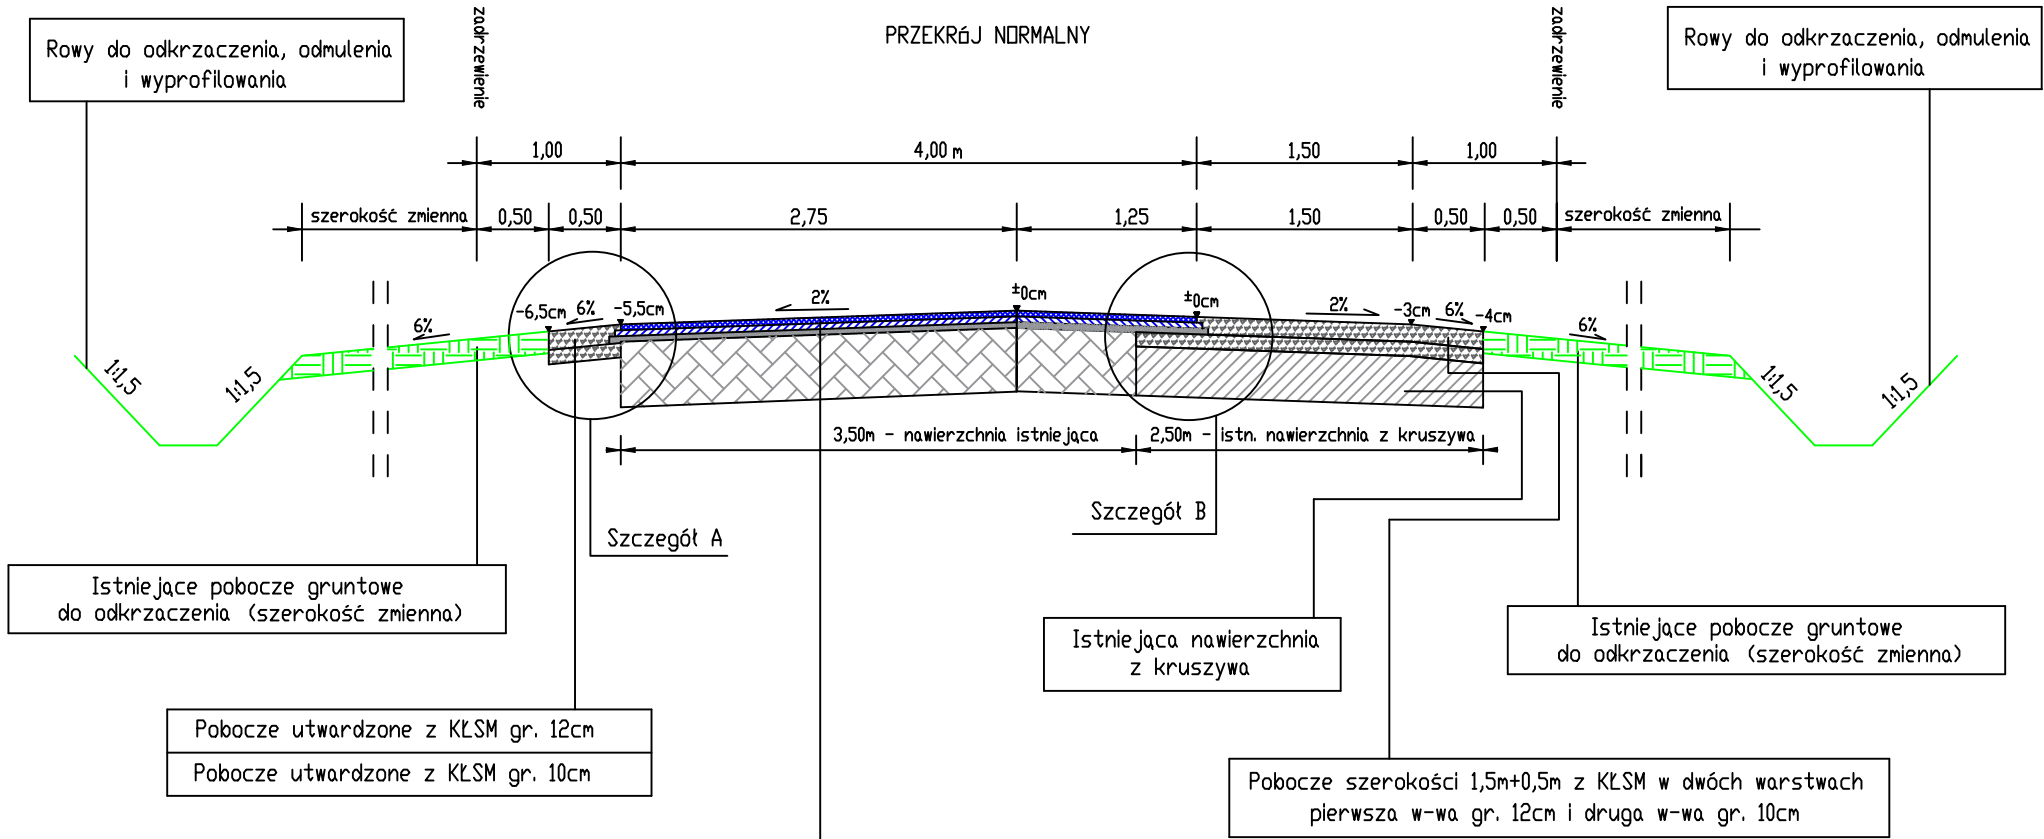 PRZEKRóJ NORMALNY
Rowy do odkrzaczenia, odmulenia
i wyprofilowania
zadrzewienie
zadrzewienie
Rowy do odkrzaczenia, odmulenia
i wyprofilowania
1,00 4,00 m 1,50 1,00
szerokość zmienna 0,50 0,50 2,75 1,25 1,50 0,50 0,50 szerokość zmienna
6% -6,5cm 6% -5,5cm 2% ±0cm ±0cm 2% -3cm 6% -4cm 6%
1:1,5 1:1,5 1:1,5 1:1,5
3,50m - nawierzchnia istniejąca 2,50m - istn. nawierzchnia z kruszywa
Szczegół A
Szczegół B
Istniejące pobocze gruntowe
do odkrzaczenia (szerokość zmienna)
Istniejąca nawierzchnia
z kruszywa
Istniejące pobocze gruntowe
do odkrzaczenia (szerokość zmienna)
Pobocze utwardzone z KŁSM gr. 12cm
Pobocze utwardzone z KŁSM gr. 10cm
Pobocze szerokości 1,5m+0,5m z KŁSM w dwóch warstwach
pierwsza w-wa gr. 12cm i druga w-wa gr. 10cm